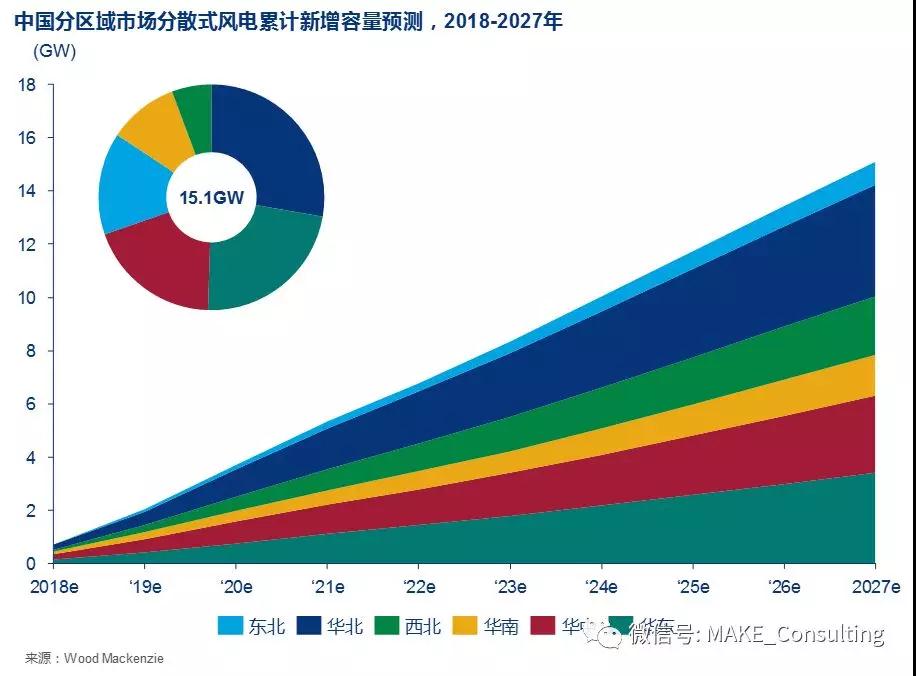 中国分区域市场分散式风电累计新增容量预测，2018-2027年
(GW)
18
16
14
12
10
8
6
4
2
0
15.1GW
2018e '19e '20e '21e '22e '23e '24e '25e '26e 2027e
东北 华北 西北 华南 华
微信号: MAKE_Consulting
来源：Wood Mackenzie